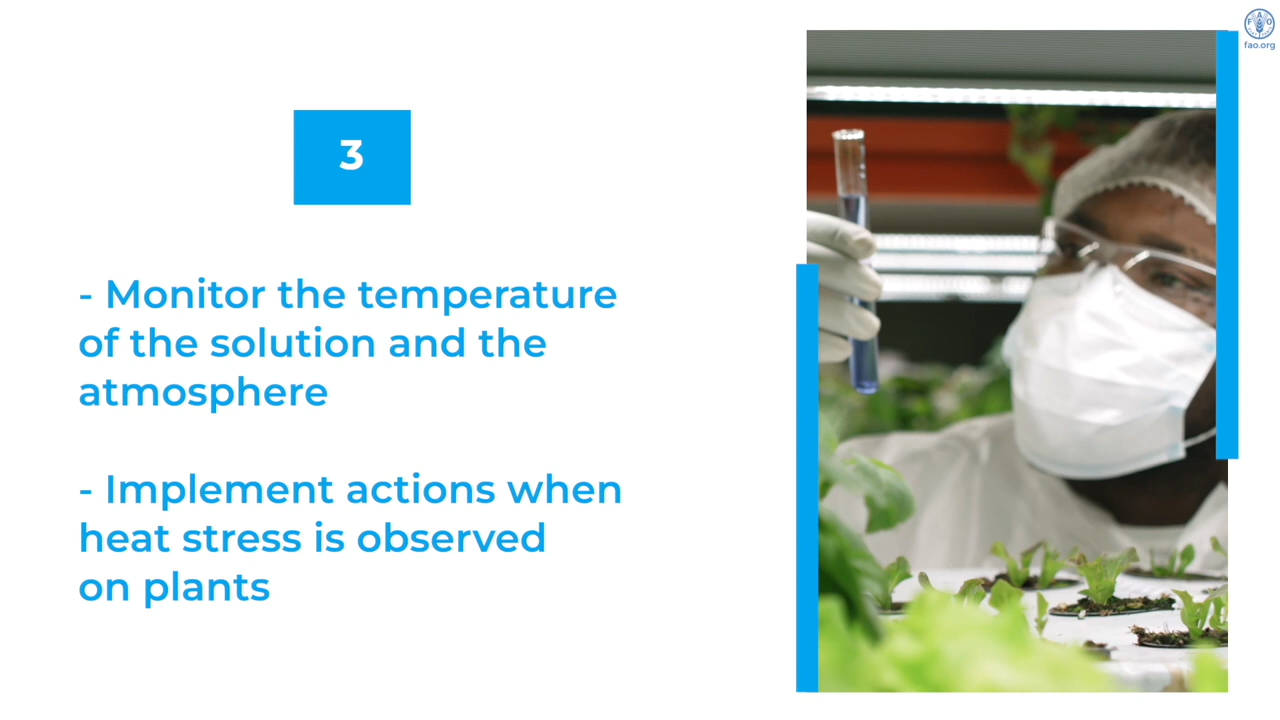 FAO
fao.org
3
- Monitor the temperature
of the solution and the
atmosphere
- Implement actions when
heat stress is observed
on plants